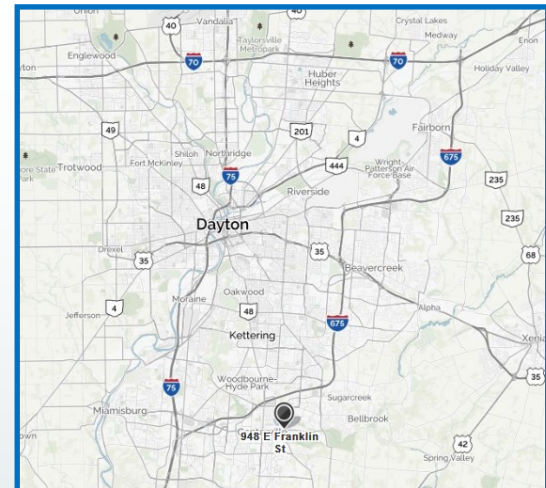 40
Vandalia
40
Crystal Lakes
Medway
Enon
Englewood
Taylorsville
Metropark
70
70
Huber
Heights
Holiday Valley
49
201
4
Fairborn
Shiloh
Northridge
Fort McKinley
Trotwood
444
Wright-
Patterson Air
Force Base
675
75
48
Riverside
235
235
Dayton
Drexel
35
35
68
Beavercreek
Oakwood
Moraine
48
Jefferson
4
Alpha
675
Kettering
Xenia
Woodbourne-
Hyde Park
75
35
Sugarcreek
Miamisburg
Bellbrook
948 E Franklin
St
42
Spring Valley